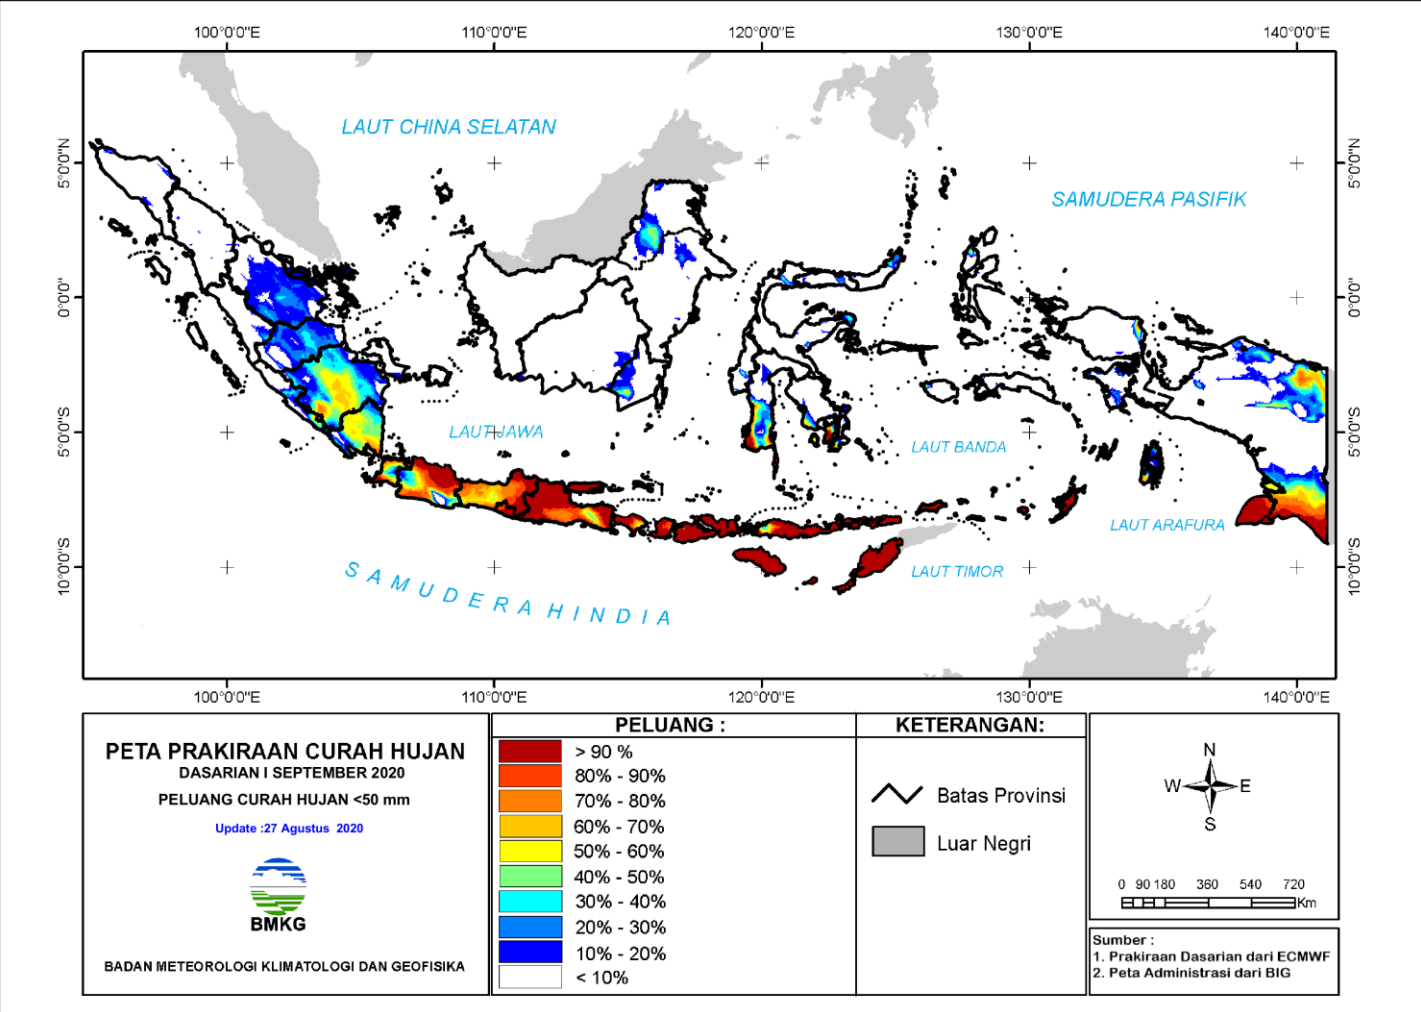 100°0'0"E 110°0'0"E 120°0'0"E 130°0'0"E 140°0'0"E
5°0'0"N 0°0'0" 5°0'0"S 10°0'0"S
LAUT CHINA SELATAN
SAMUDERA PASIFIK
LAUT JAWA
LAUT BANDA
LAUT ARAFURA
LAUT TIMOR
SAMUDERA HINDIA
5°0'0"N 0°0'0" 5°0'0"S 10°0'0"S
100°0'0"E 110°0'0"E 120°0'0"E 130°0'0"E 140°0'0"E
PETA PRAKIRAAN CURAH HUJAN
DASARIAN I SEPTEMBER 2020
PELUANG CURAH HUJAN <50 mm
Update :27 Agustus 2020
BMKG
BADAN METEOROLOGI KLIMATOLOGI DAN GEOFISIKA
PELUANG :
> 90 %
80% - 90%
70% - 80%
60% - 70%
50% - 60%
40% - 50%
30% - 40%
20% - 30%
10% - 20%
< 10%
KETERANGAN:
Batas Provinsi
Luar Negri
N
W E
S
0 90 180 360 540 720
Km
Sumber :
1. Prakiraan Dasarian dari ECMWF
2. Peta Administrasi dari BIG